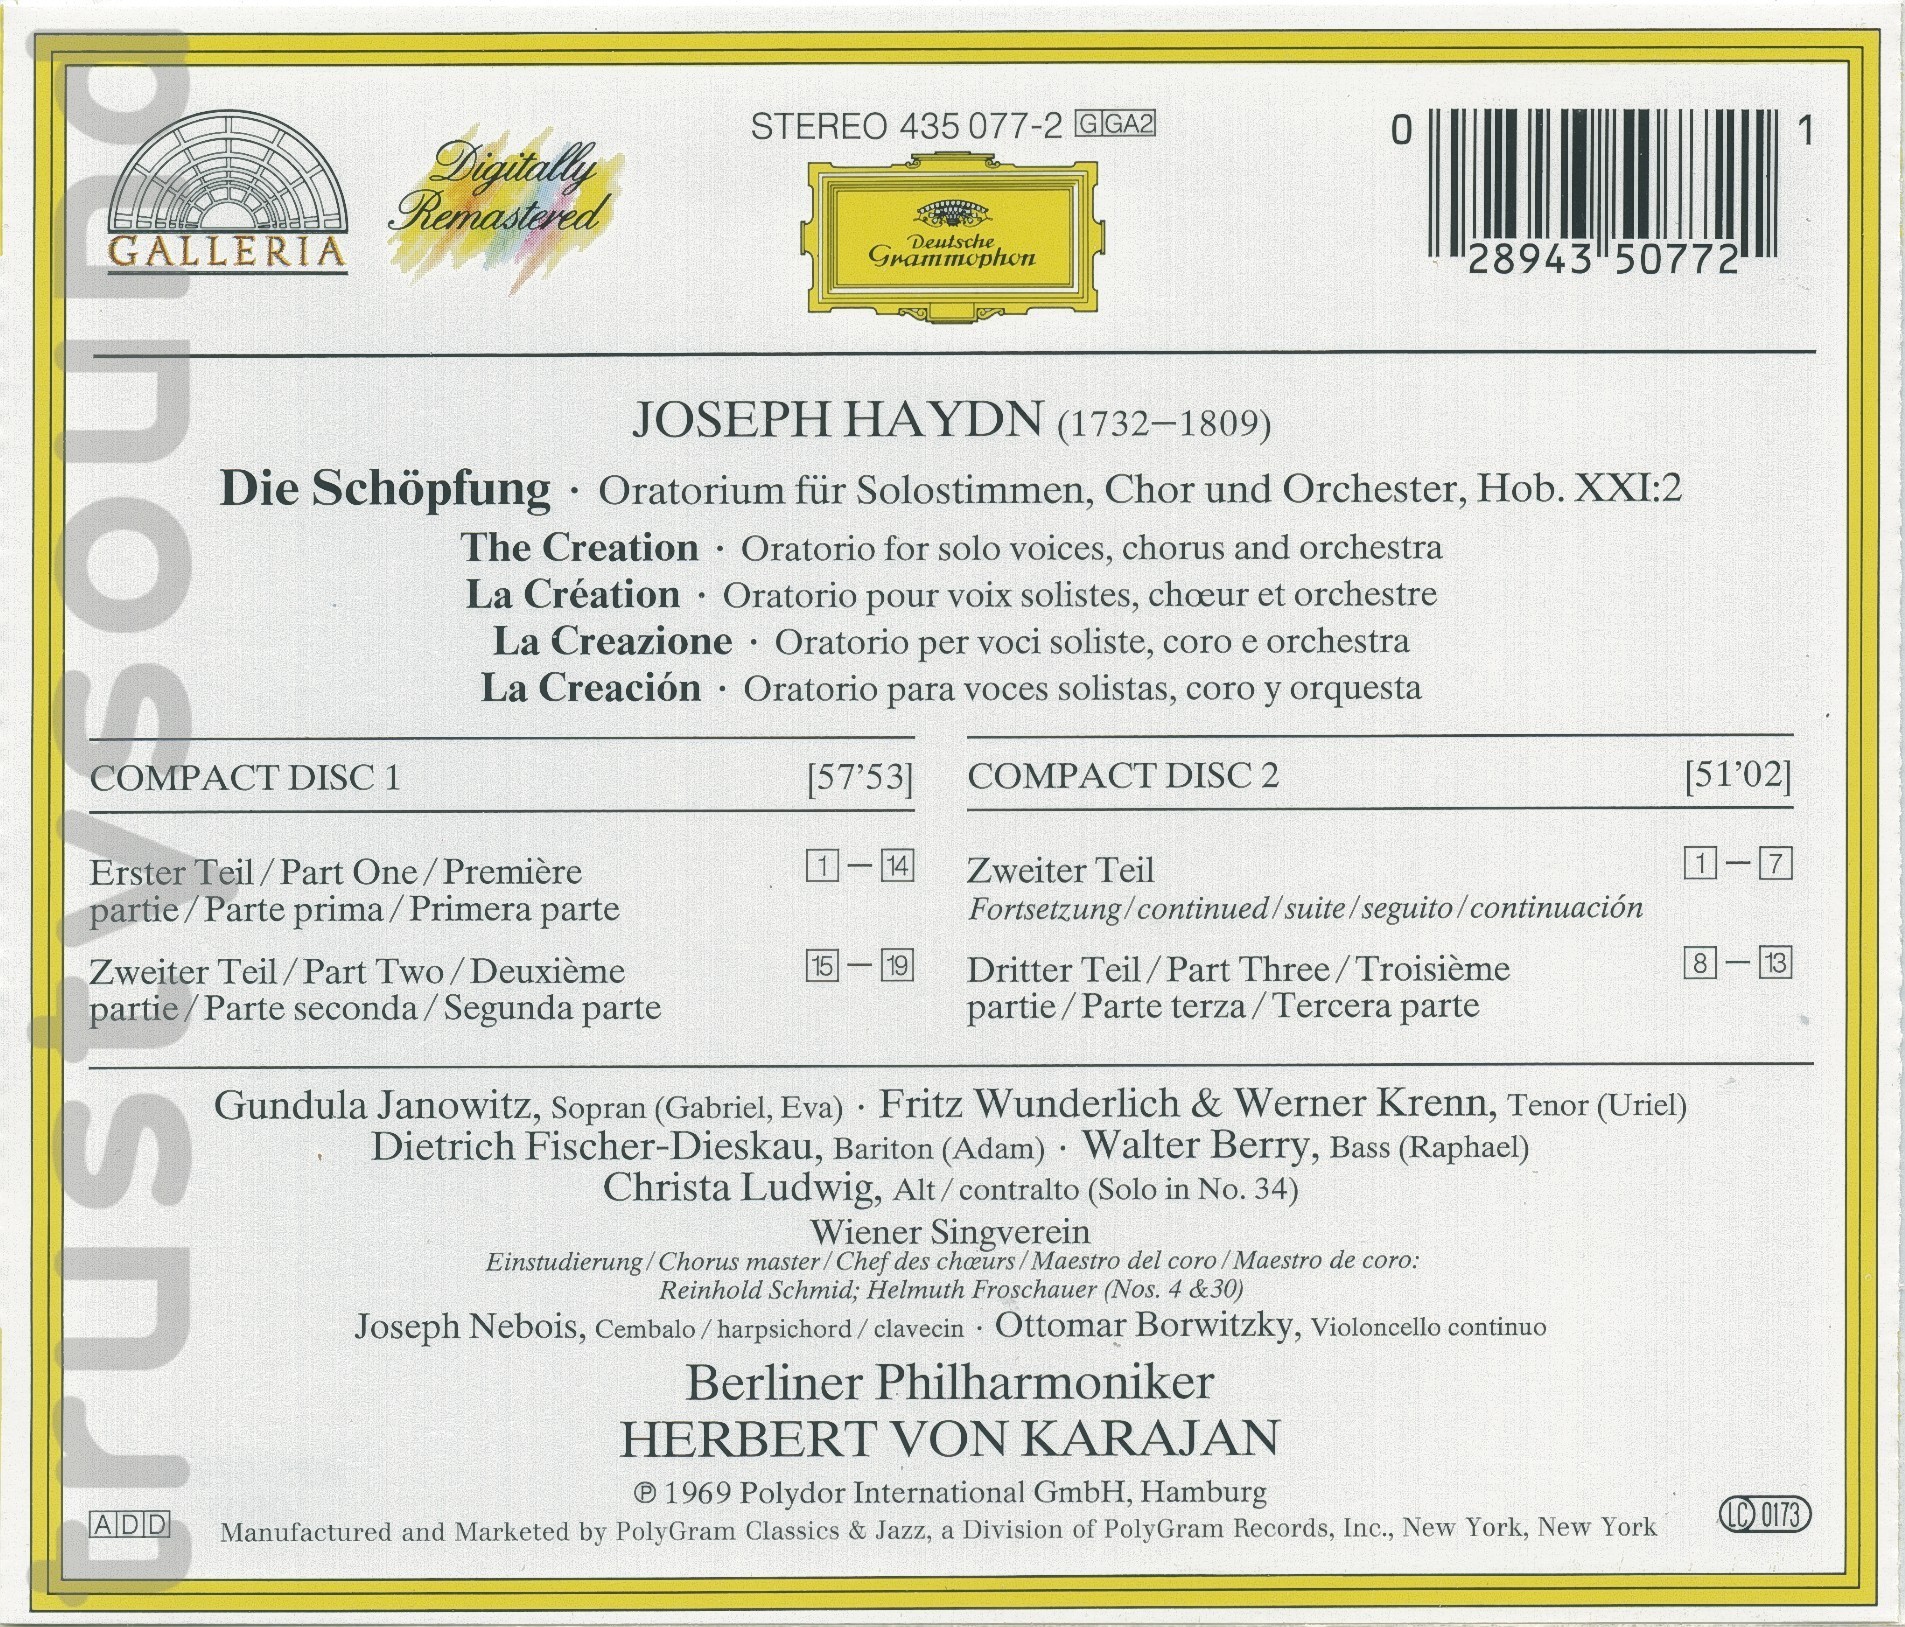 STEREO 435 077-2 G GA2
GALLERIA
Digitally
Remastered
Deutsche
Grammophon
0 28943 50772 1
JOSEPH HAYDN (1732–1809)
Die Schöpfung · Oratorium für Solostimmen, Chor und Orchester, Hob. XXI:2
The Creation · Oratorio for solo voices, chorus and orchestra
La Création · Oratorio pour voix solistes, chœur et orchestre
La Creazione · Oratorio per voci soliste, coro e orchestra
La Creación · Oratorio para voces solistas, coro y orquesta
COMPACT DISC 1 [57’53]
Erster Teil / Part One / Première 1 – 14
partie / Parte prima / Primera parte
Zweiter Teil / Part Two / Deuxième 15 – 19
partie / Parte seconda / Segunda parte
COMPACT DISC 2 [51’02]
Zweiter Teil 1 – 7
Fortsetzung / continued / suite / seguito / continuación
Dritter Teil / Part Three / Troisième 8 – 13
partie / Parte terza / Tercera parte
Gundula Janowitz, Sopran (Gabriel, Eva) · Fritz Wunderlich & Werner Krenn, Tenor (Uriel)
Dietrich Fischer-Dieskau, Bariton (Adam) · Walter Berry, Bass (Raphael)
Christa Ludwig, Alt / contralto (Solo in No. 34)
Wiener Singverein
Einstudierung / Chorus master / Chef des chœurs / Maestro del coro / Maestro de coro:
Reinhold Schmid; Helmuth Froschauer (Nos. 4 &30)
Joseph Nebois, Cembalo / harpsichord / clavecin · Ottomar Borwitzky, Violoncello continuo
Berliner Philharmoniker
HERBERT VON KARAJAN
℗ 1969 Polydor International GmbH, Hamburg
ADD
Manufactured and Marketed by PolyGram Classics & Jazz, a Division of PolyGram Records, Inc., New York, New York
LC 0173